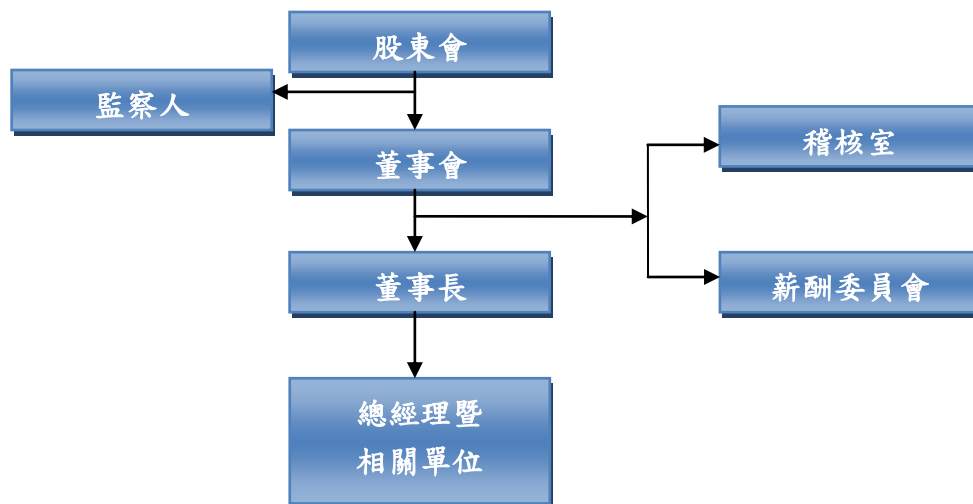 股東會
監察人
董事會
稽核室
董事長
薪酬委員會
總經理暨
相關單位